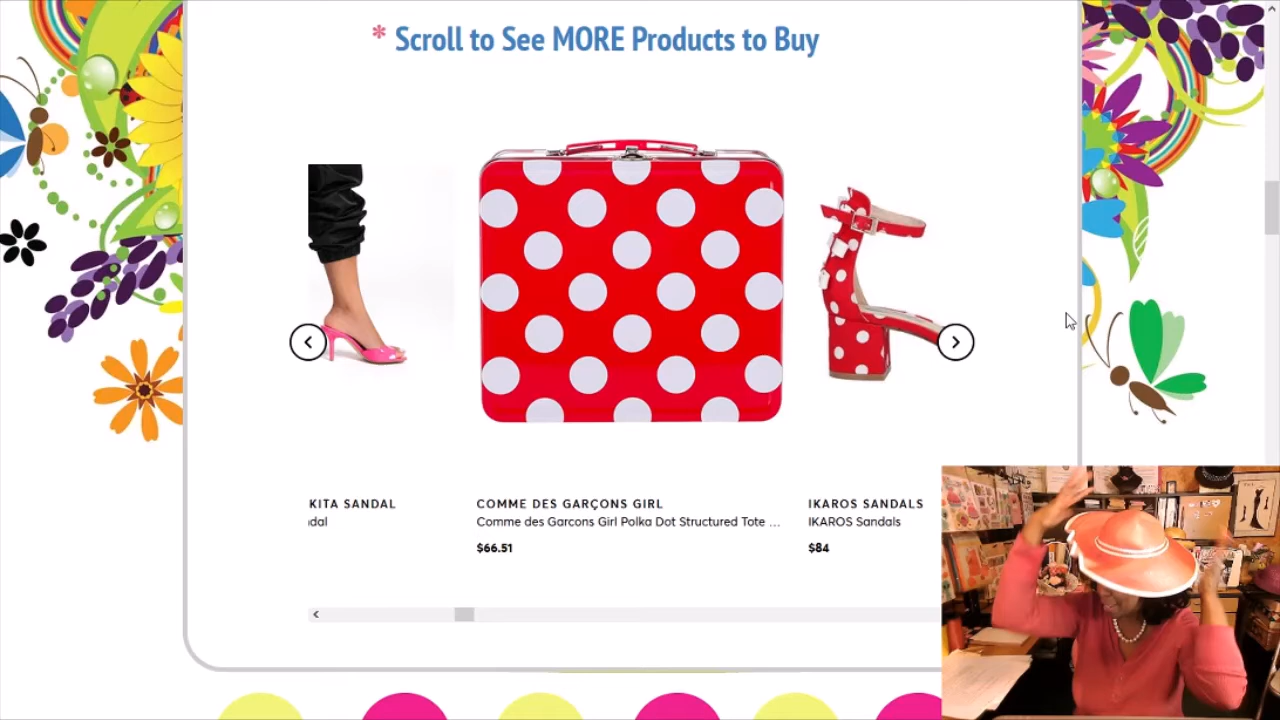 * Scroll to See MORE Products to Buy
KITA SANDAL
dal
COMME DES GARÇONS GIRL
Comme des Garcons Girl Polka Dot Structured Tote ...
$66.51
IKAROS SANDALS
IKAROS Sandals
$84